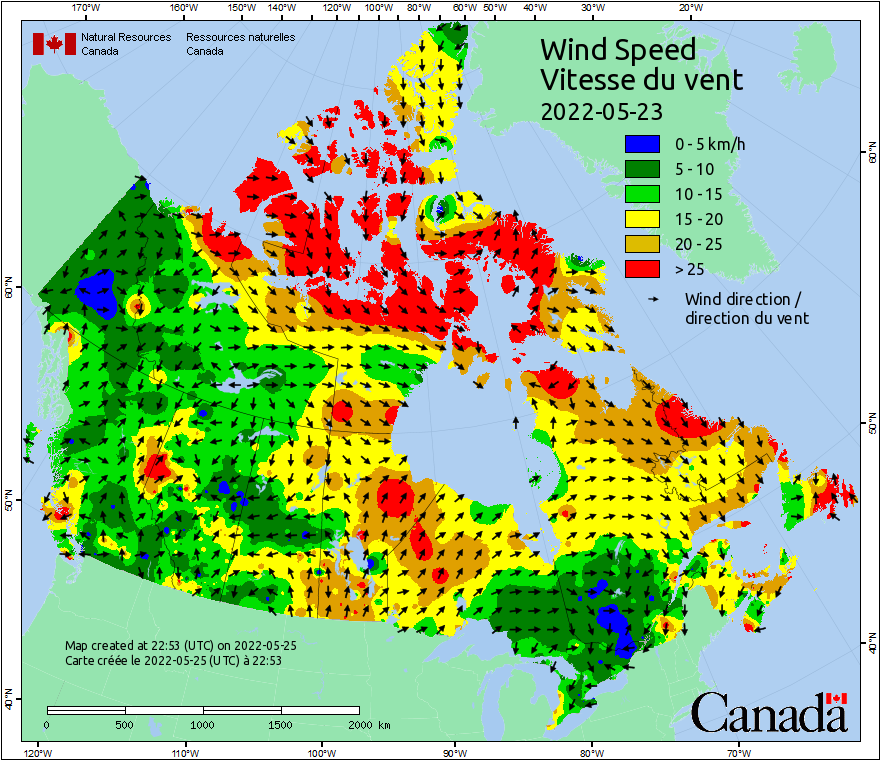 170°W 160°W 150°W 140°W 120°W 100°W 80°W 60°W 50°W 40°W 30°W 20°W
Natural Resources Canada
Ressources naturelles Canada
Wind Speed
Vitesse du vent
2022-05-23
0 - 5 km/h
5 - 10
10 - 15
15 - 20
20 - 25
> 25
Wind direction /
direction du vent
60°N
50°N
40°N
60°N
50°N
40°N
Map created at 22:53 (UTC) on 2022-05-25
Carte créée le 2022-05-25 (UTC) à 22:53
0 500 1000 1500 2000 km
Canada
120°W 110°W 100°W 90°W 80°W 70°W